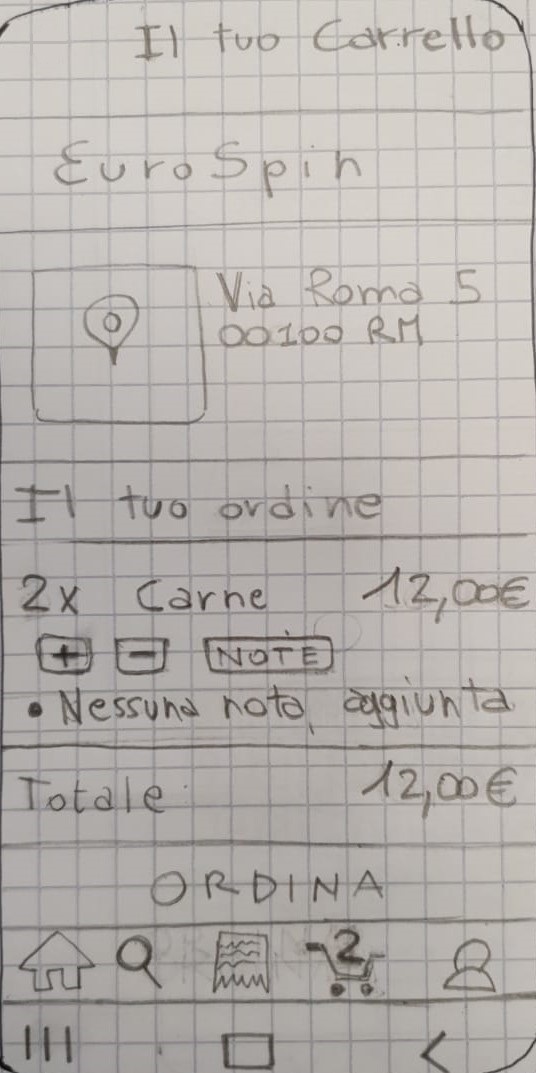 Il tuo Carrello
EuroSpin
Via Roma 5
00100 RM
Il tuo ordine
2x Carne 12,00€
+ - NOTE
• Nessuna nota aggiunta
Totale 12,00€
ORDINA
2